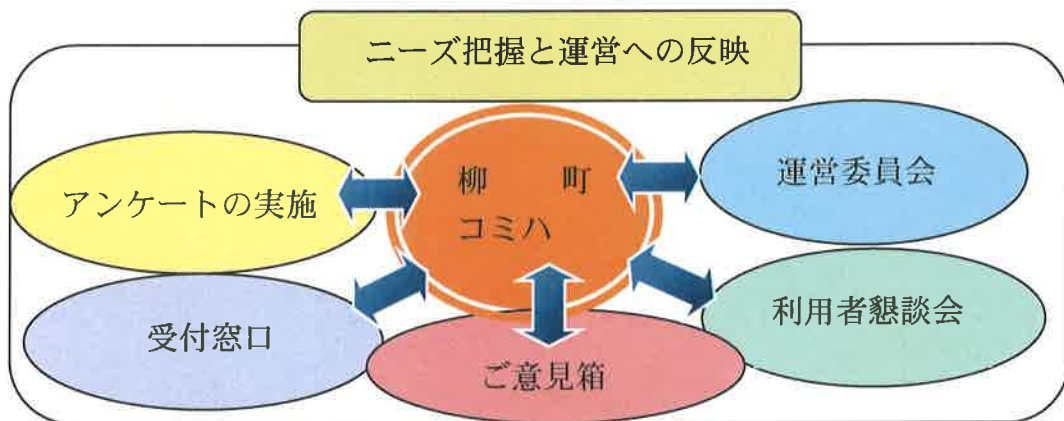 ニーズ把握と運営への反映
アンケートの実施
柳　　町
コミハ
運営委員会
受付窓口
ご意見箱
利用者懇談会